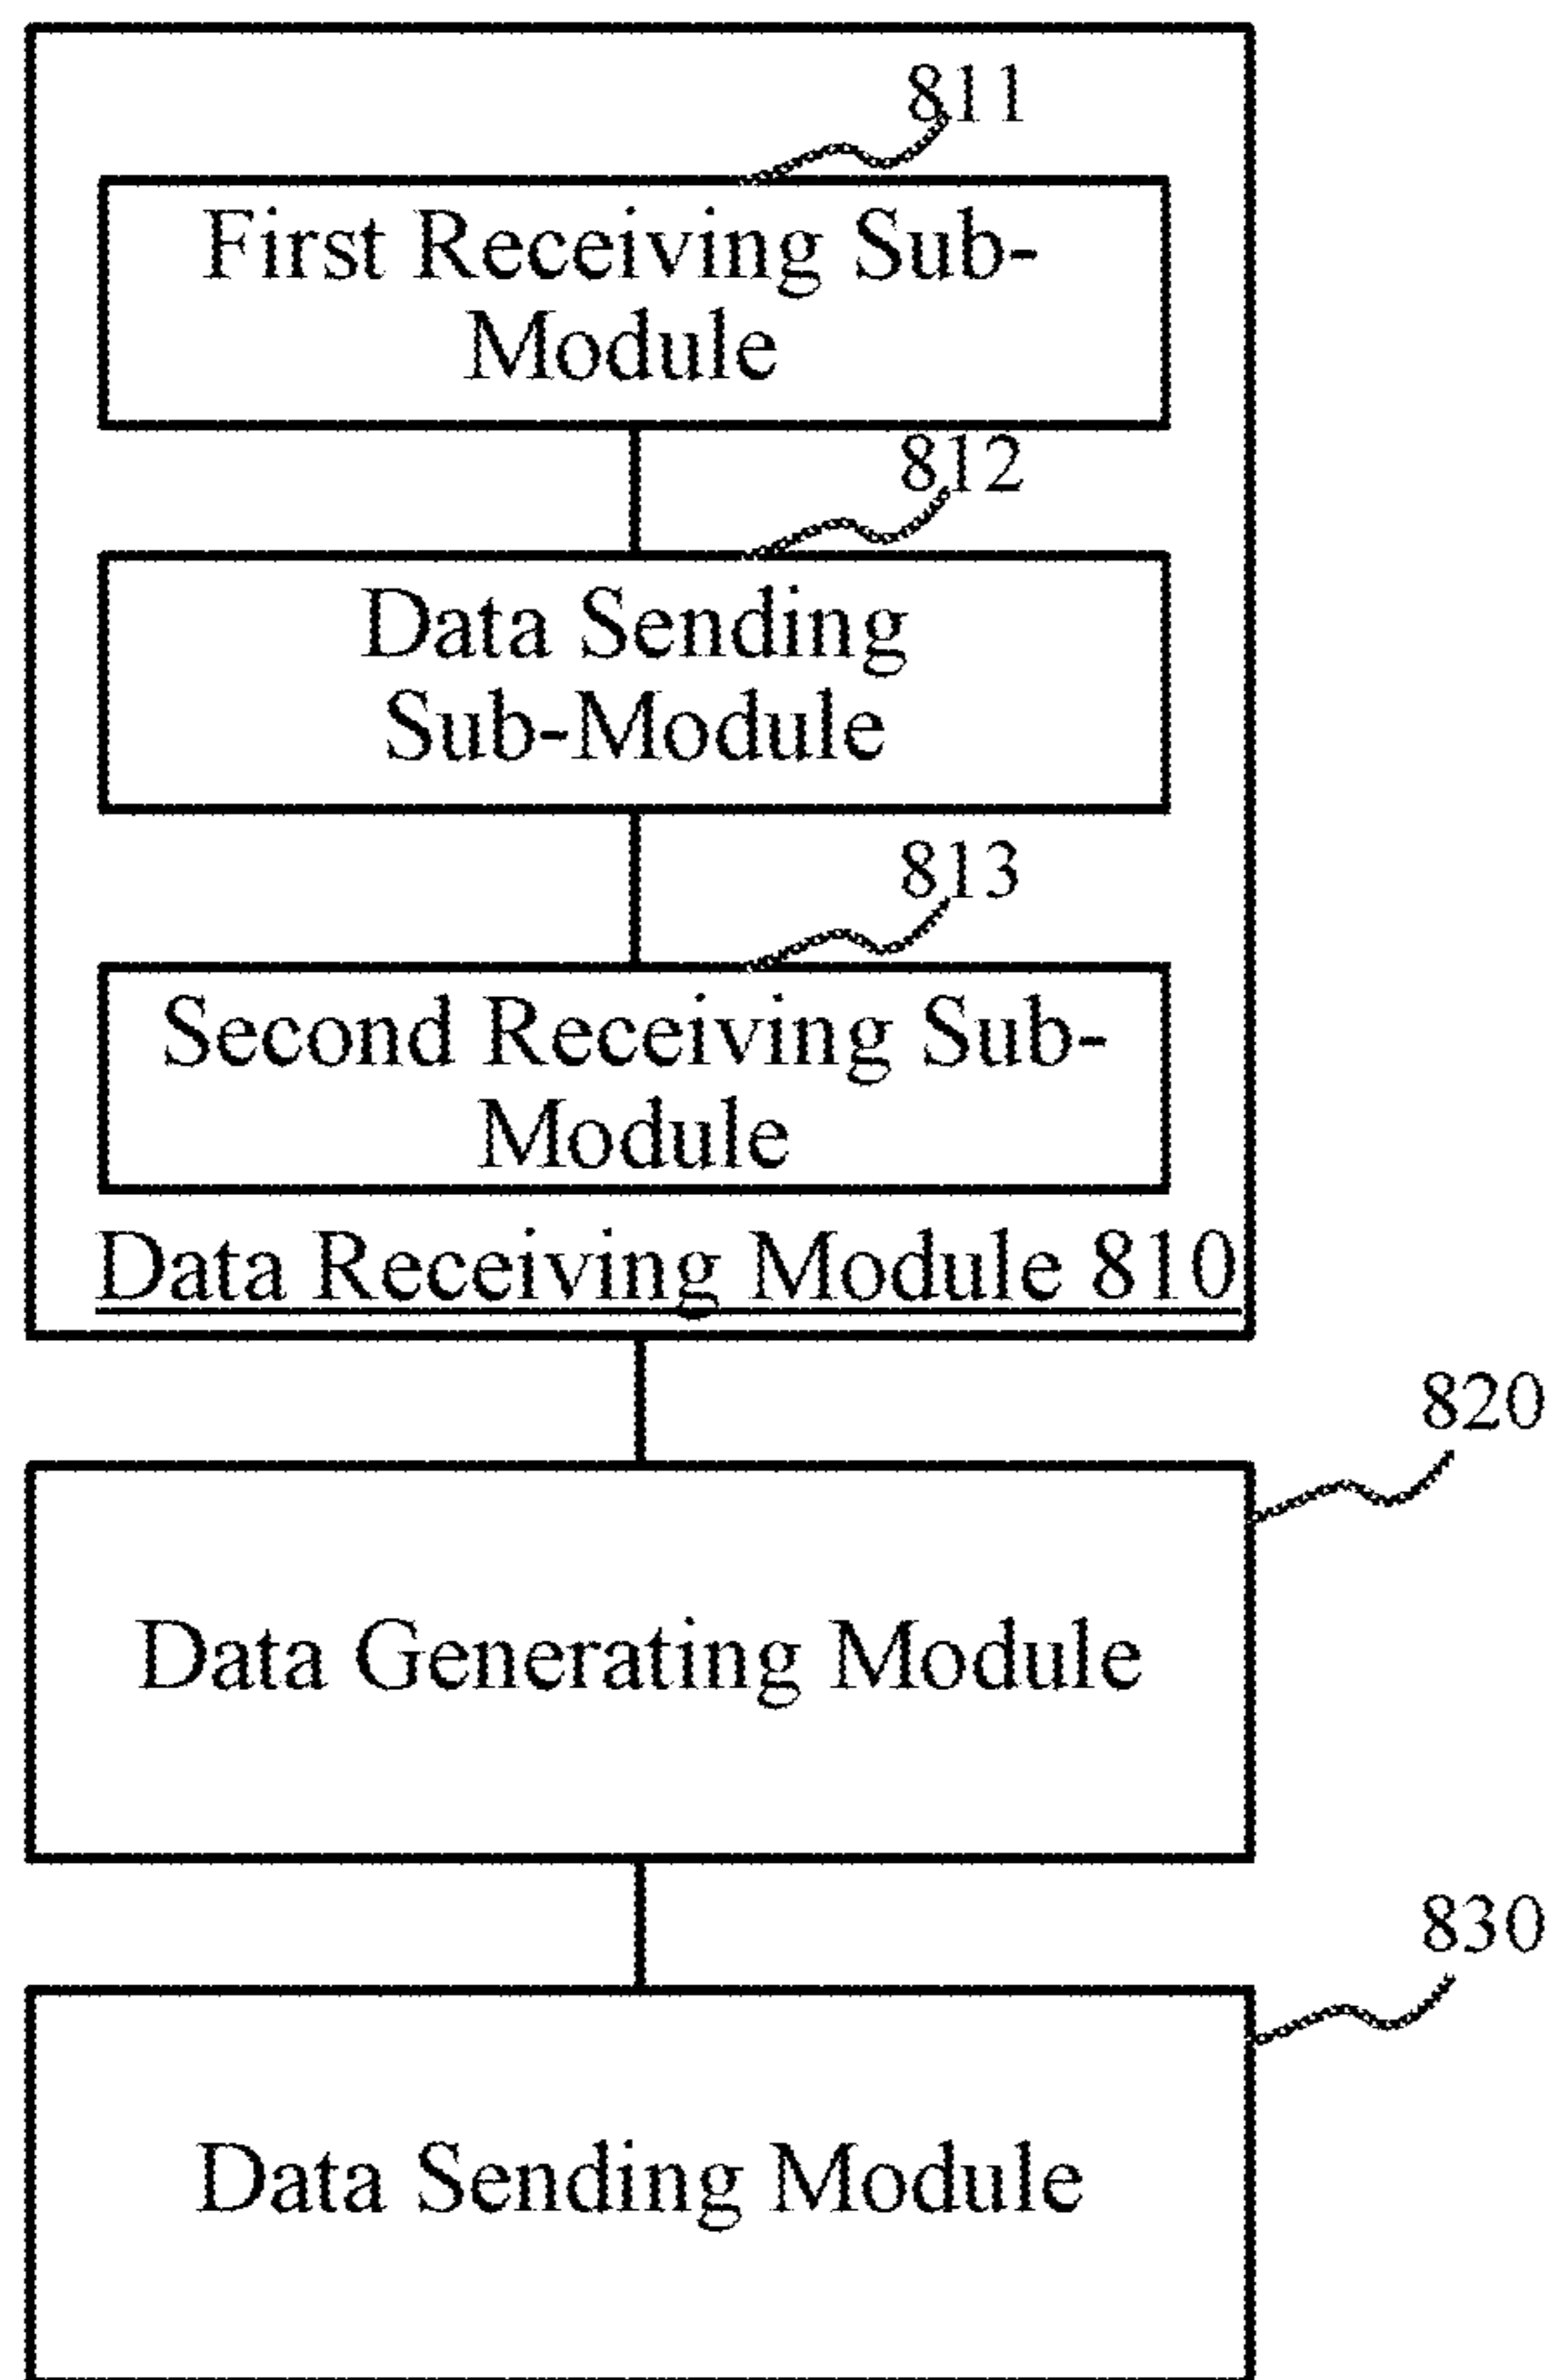 811
First Receiving Sub-
Module
812
Data Sending
Sub-Module
813
Second Receiving Sub-
Module
Data Receiving Module 810
820
Data Generating Module
830
Data Sending Module